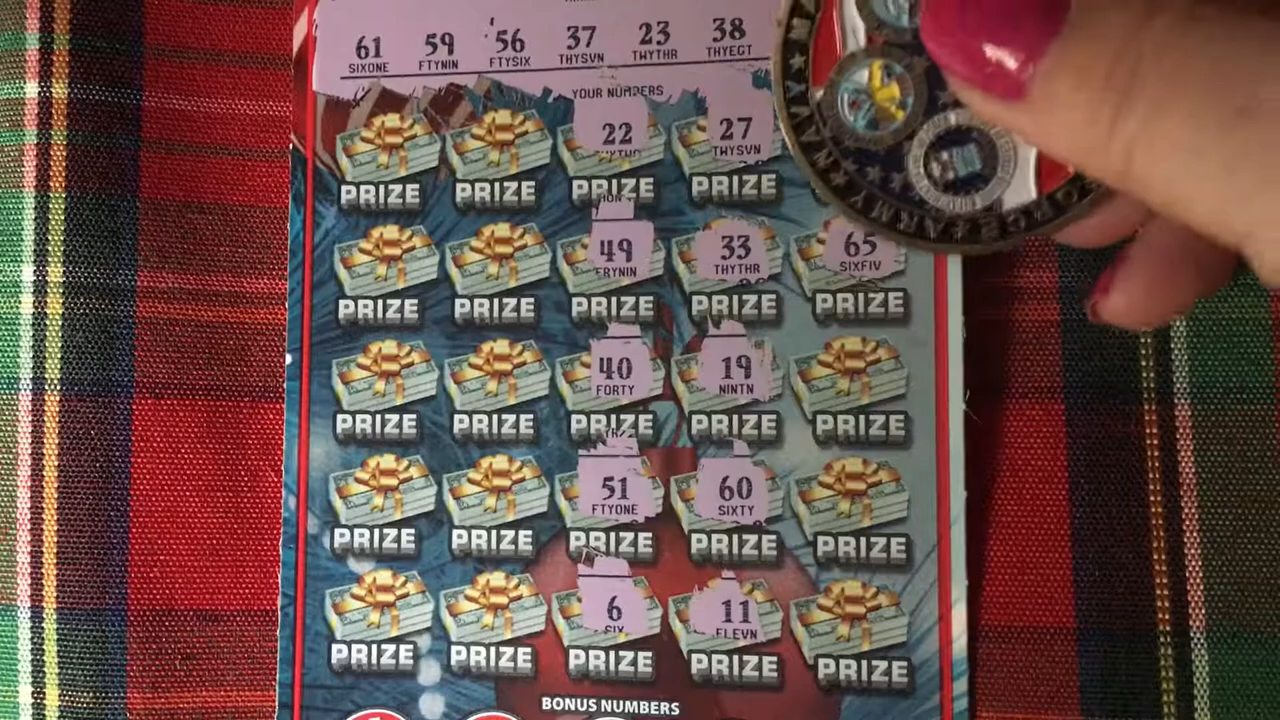 61 59 56 37 23 38
SIXONE FTYNIN FTYSIX THYSVN TWYTHR THYEGT
YOUR NUMBERS
22 27
TWYSVN
PRIZE PRIZE PRIZE PRIZE
49 33 65
FRYNIN THYTHR SIXFIV
PRIZE PRIZE PRIZE PRIZE PRIZE
40 19
FORTY NINTN
PRIZE PRIZE PRIZE PRIZE PRIZE
51 60
FTYONE SIXTY
PRIZE PRIZE PRIZE PRIZE PRIZE
6 11
SIX ELEVN
PRIZE PRIZE PRIZE PRIZE PRIZE
BONUS NUMBERS
ARMY